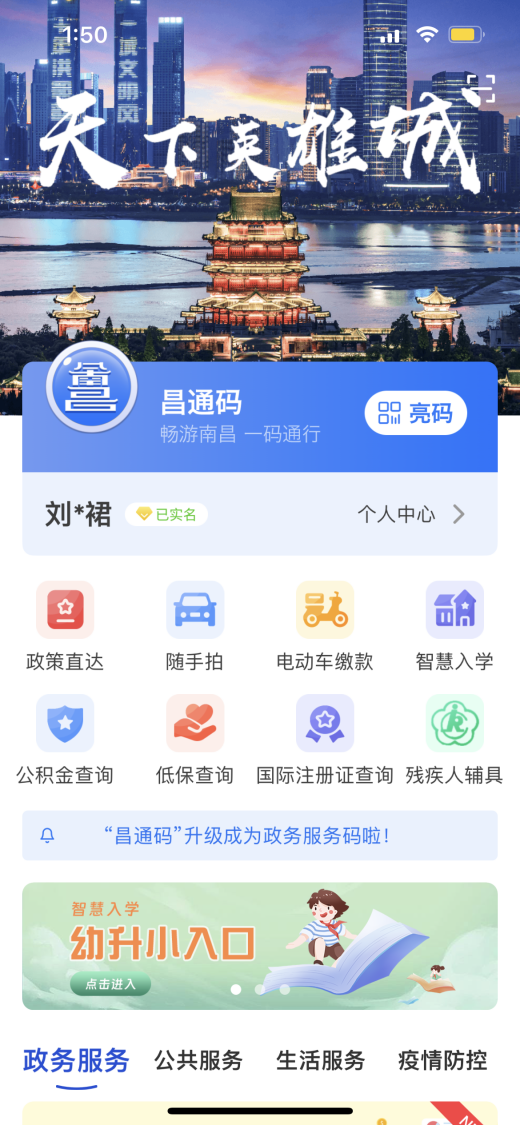 1:50
天下英雄城
昌通码
畅游南昌 一码通行
亮码
刘*裙
已实名
个人中心
政策直达
随手拍
电动车缴款
智慧入学
公积金查询
低保查询
国际注册证查询
残疾人辅具
“昌通码”升级成为政务服务码啦！
智慧入学
幼升小入口
点击进入
政务服务
公共服务
生活服务
疫情防控